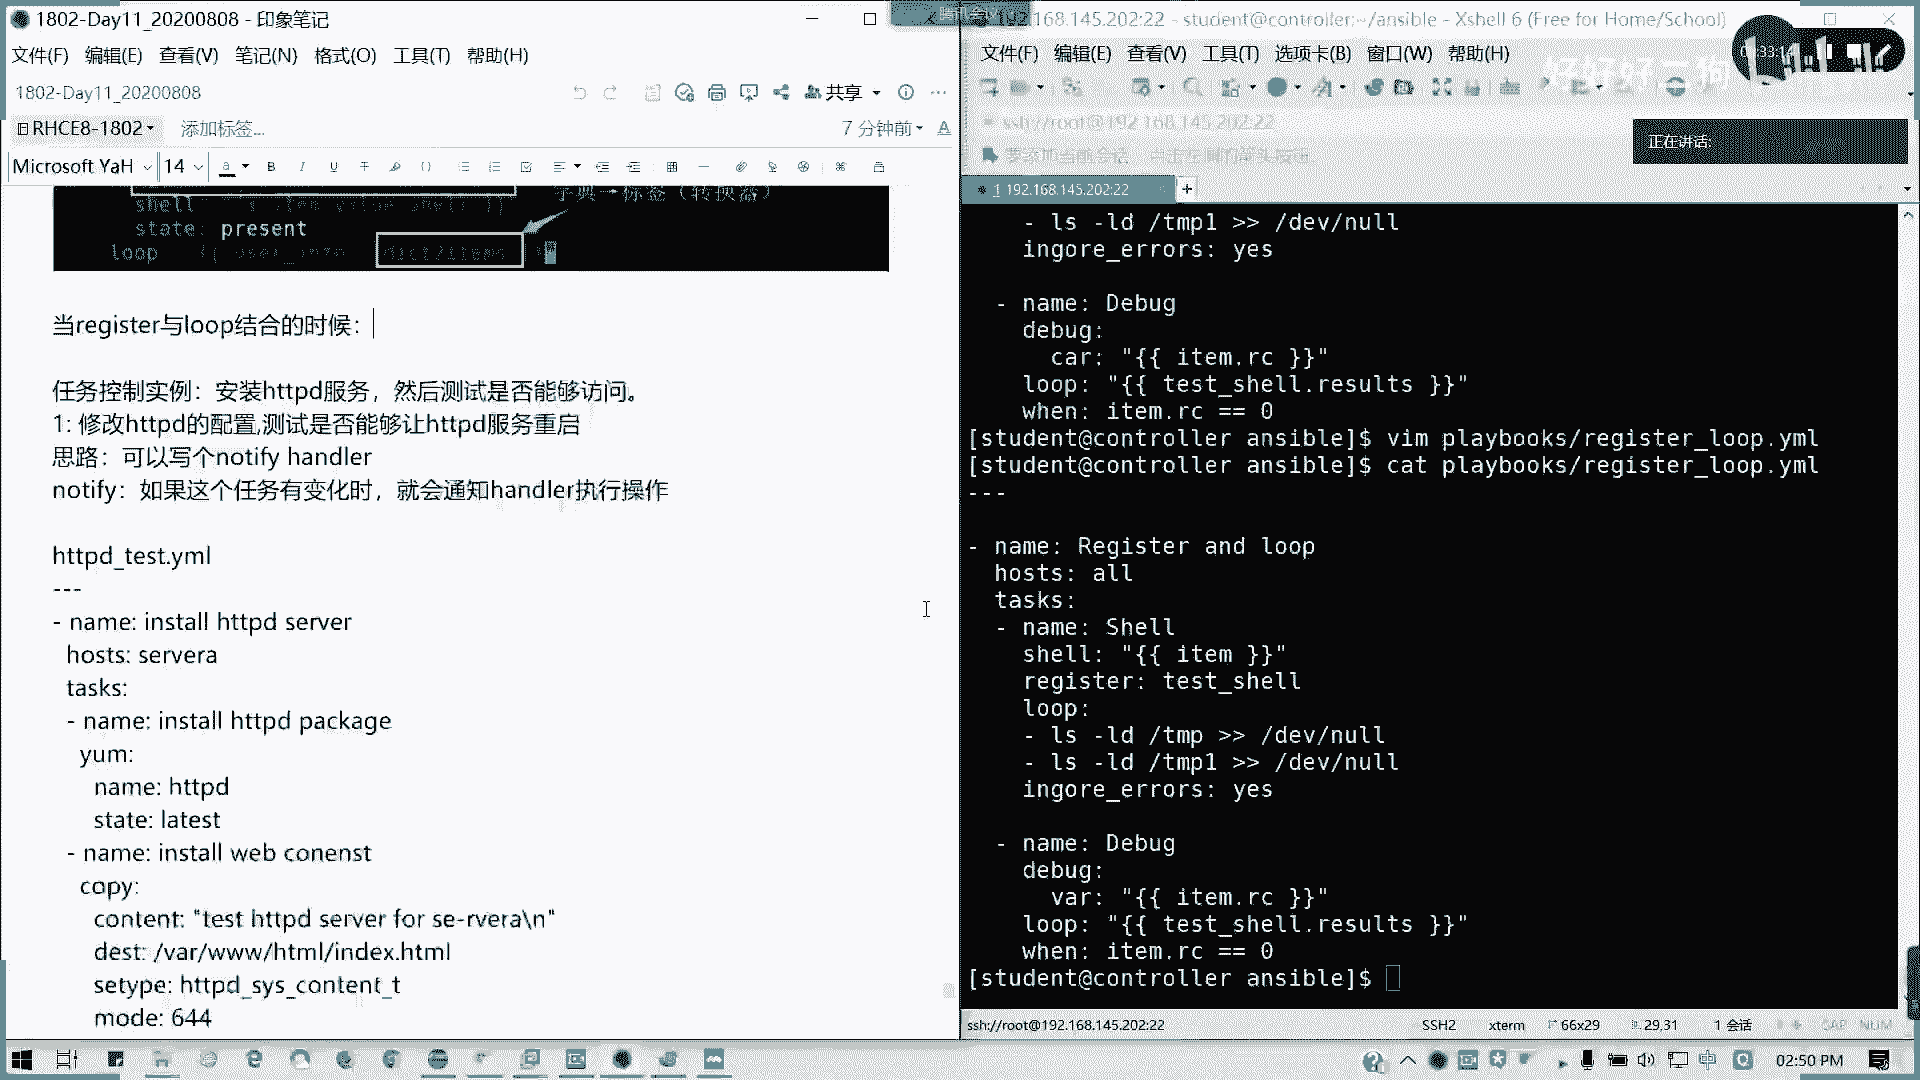 1802-Day11_20200808 - 印象笔记
文件(F) 编辑(E) 查看(V) 笔记(N) 格式(O) 工具(T) 帮助(H)
1802-Day11_20200808
共享
RHCE8-1802
添加标签...
7 分钟前
Microsoft YaH 14
字典→标签（转换器）
shell
state: present
loop
当register与loop结合的时候：
任务控制实例：安装httpd服务，然后测试是否能够访问。
1: 修改httpd的配置,测试是否能够让httpd服务重启
思路：可以写个notify handler
notify：如果这个任务有变化时，就会通知handler执行操作
httpd_test.yml
---
- name: install httpd server
hosts: servera
tasks:
- name: install httpd package
yum:
name: httpd
state: latest
- name: install web conenst
copy:
content: "test httpd server for se-rvera\n"
dest: /var/www/html/index.html
setype: httpd_sys_content_t
mode: 644
192.168.145.202:22 - student@controller:~/ansible - Xshell 6 (Free for Home/School)
文件(F) 编辑(E) 查看(V) 工具(T) 选项卡(B) 窗口(W) 帮助(H)
ssh://root@192.168.145.202:22
正在讲话:
1 192.168.145.202:22
- ls -ld /tmp1 >> /dev/null
ingore_errors: yes
- name: Debug
debug:
car: "{{ item.rc }}"
loop: "{{ test_shell.results }}"
when: item.rc == 0
[student@controller ansible]$ vim playbooks/register_loop.yml
[student@controller ansible]$ cat playbooks/register_loop.yml
---
- name: Register and loop
hosts: all
tasks:
- name: Shell
shell: "{{ item }}"
register: test_shell
loop:
- ls -ld /tmp >> /dev/null
- ls -ld /tmp1 >> /dev/null
ingore_errors: yes
- name: Debug
debug:
var: "{{ item.rc }}"
loop: "{{ test_shell.results }}"
when: item.rc == 0
[student@controller ansible]$
ssh://root@192.168.145.202:22 SSH2 xterm 66x29 29,31 1 会话 CAP NUM
中 02:50 PM